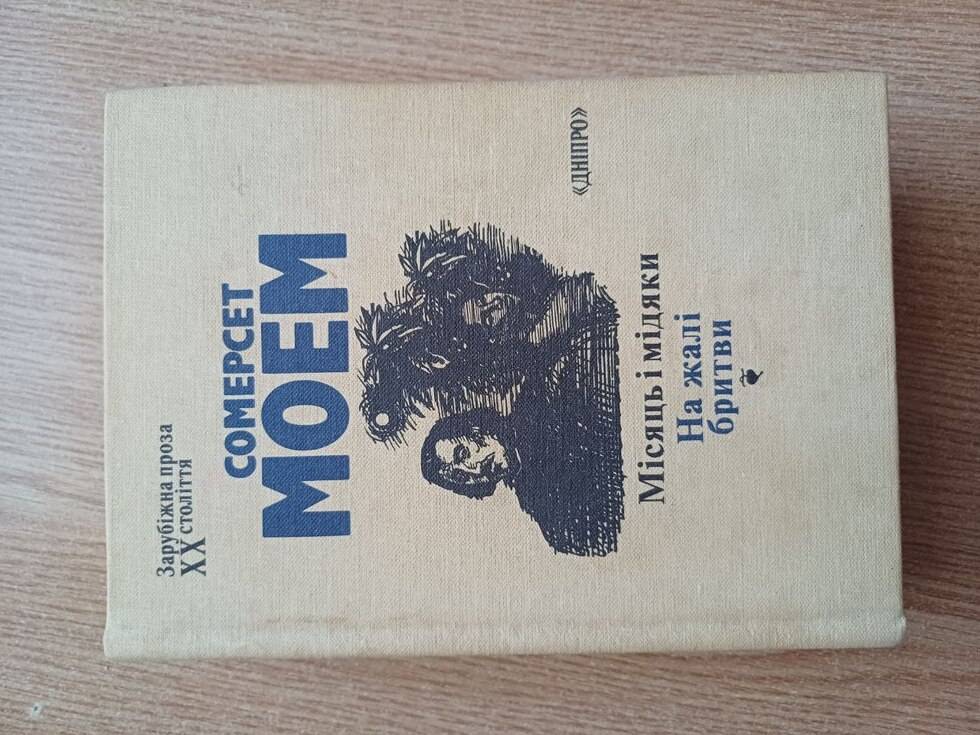 Зарубіжна проза
XX століття
СОМЕРСЕТ
МОЕМ
Місяць і мідяки
На жалі
бритви
«ДНІПРО»